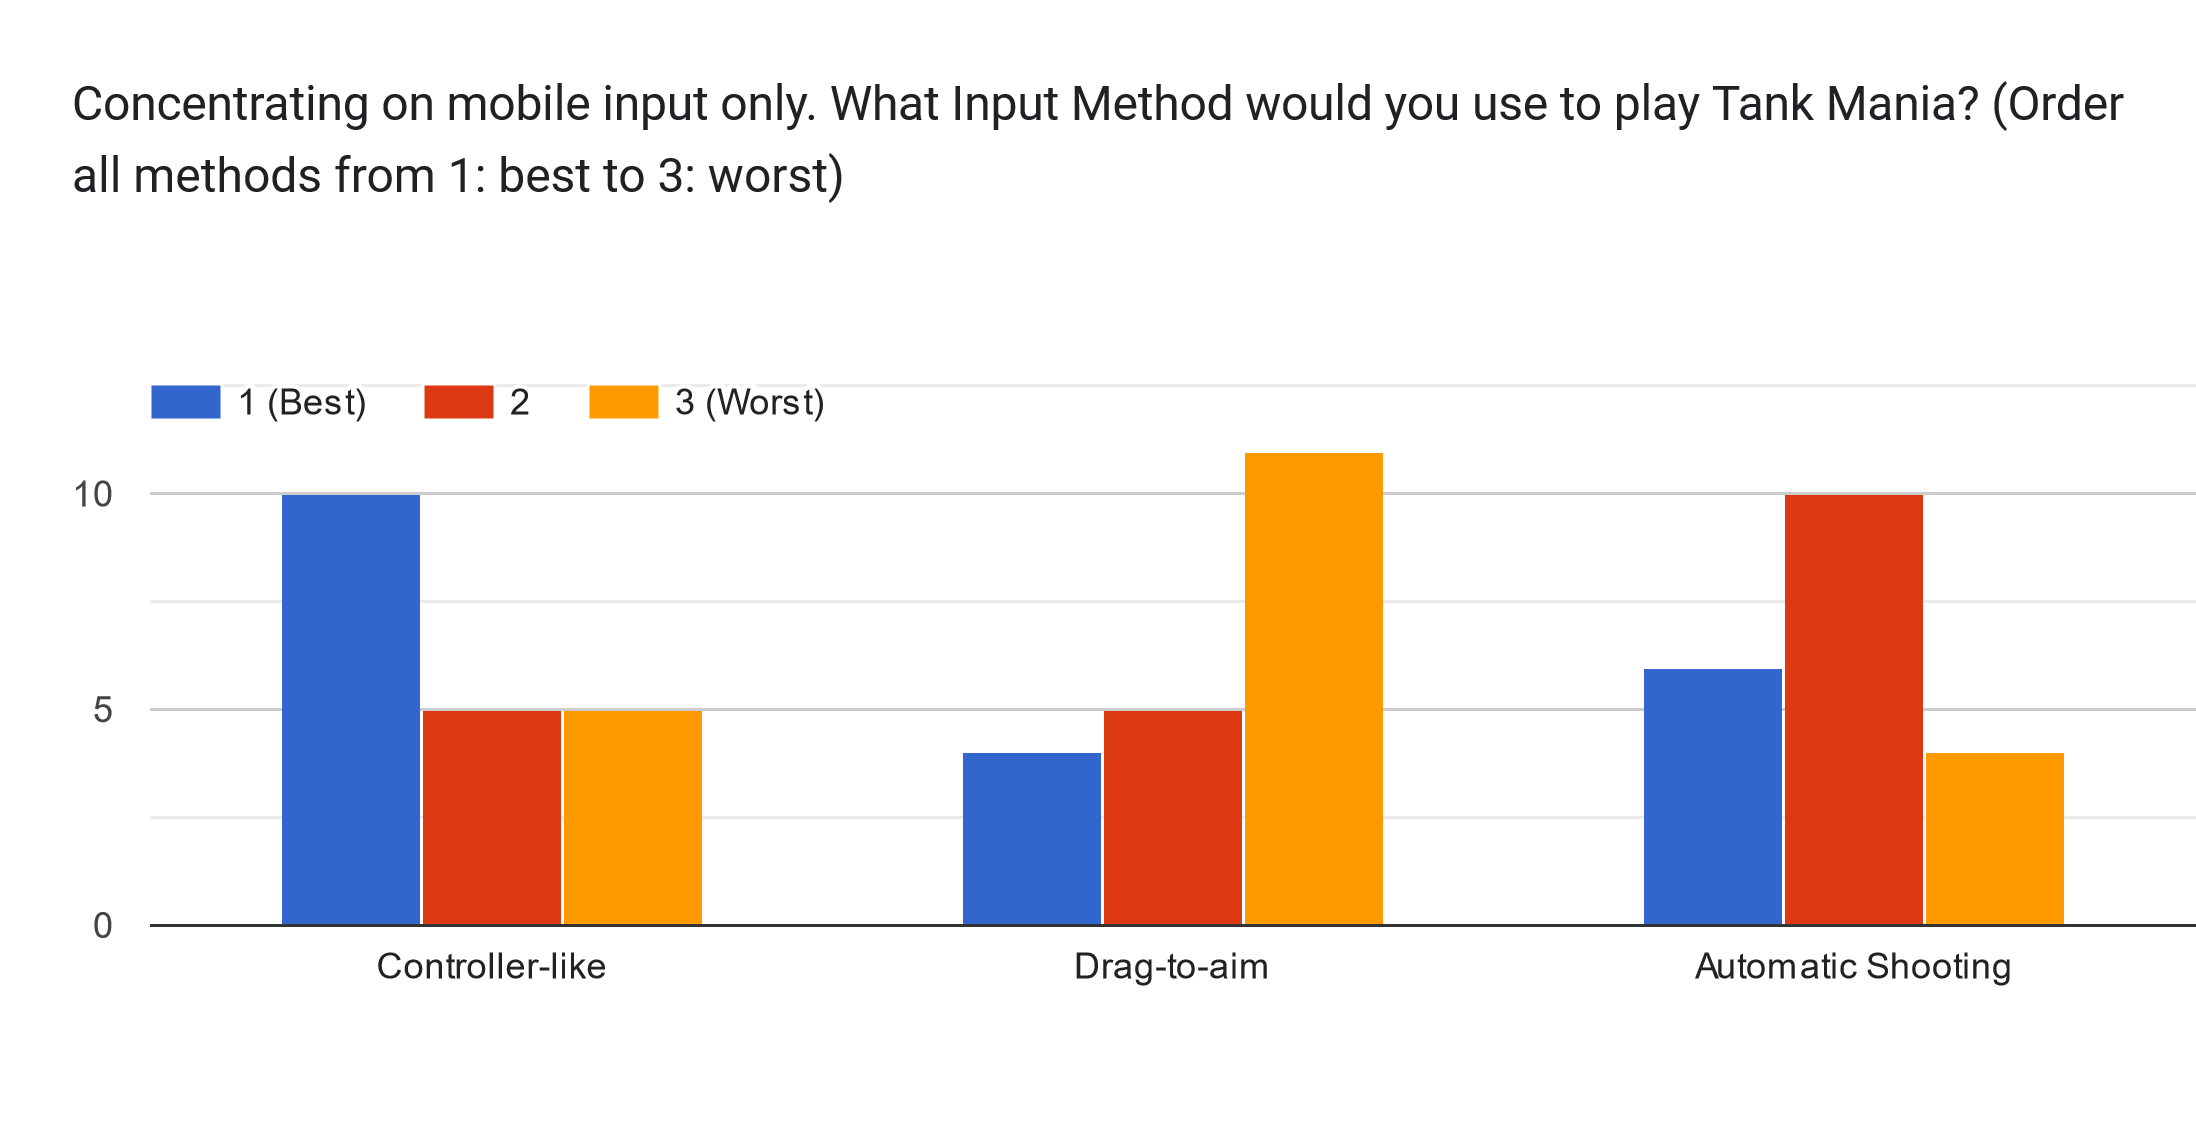 Concentrating on mobile input only. What Input Method would you use to play Tank Mania? (Order
all methods from 1: best to 3: worst)
1 (Best) 2 3 (Worst)
10
5
0
Controller-like Drag-to-aim Automatic Shooting